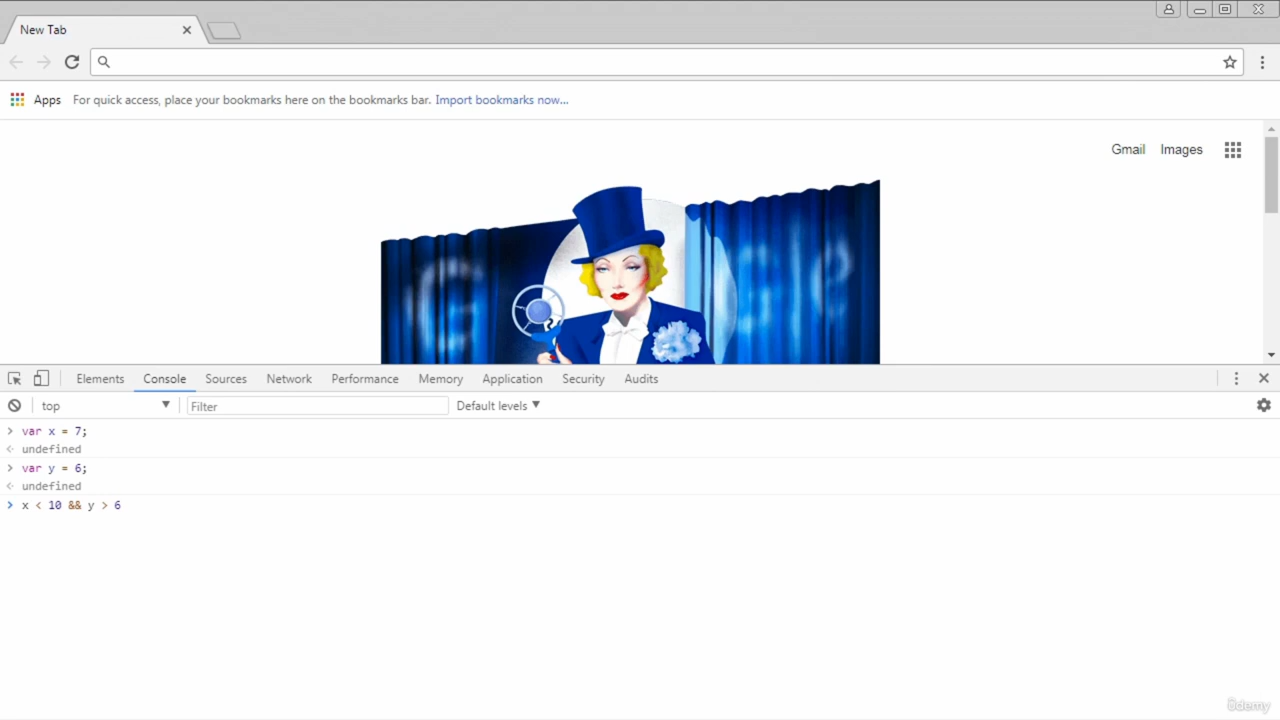 New Tab
Apps For quick access, place your bookmarks here on the bookmarks bar. Import bookmarks now...
Gmail Images
Elements Console Sources Network Performance Memory Application Security Audits
top Filter Default levels
> var x = 7;
undefined
> var y = 6;
undefined
> x < 10 && y > 6
ûdemy